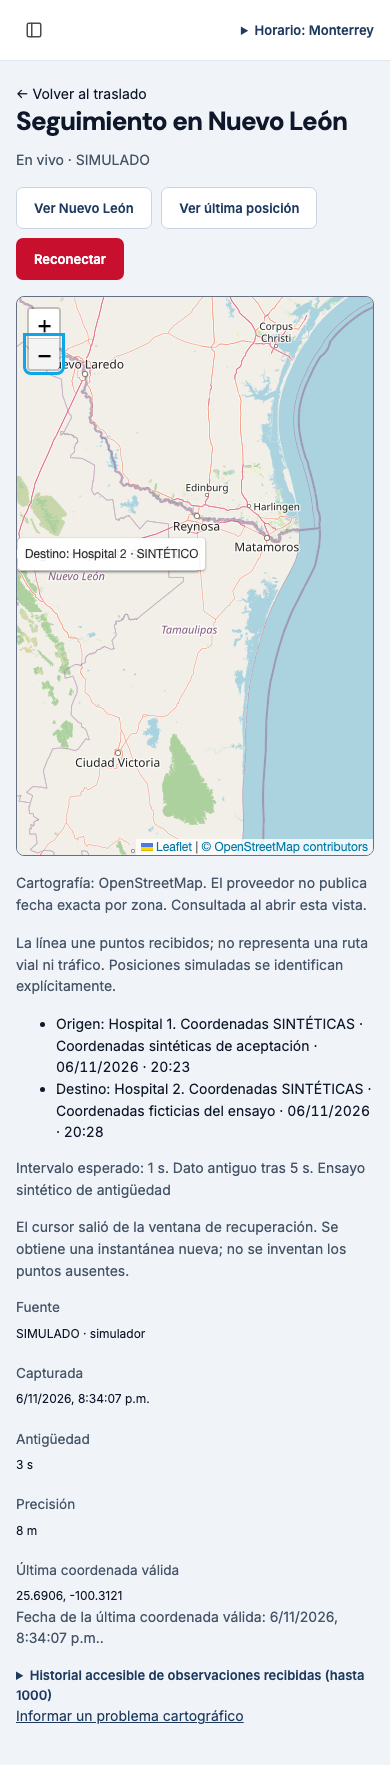 ▶ Horario: Monterrey
← Volver al traslado
Seguimiento en Nuevo León
En vivo · SIMULADO
Ver Nuevo León
Ver última posición
Reconectar
+
−
Corpus
Christi
evo Laredo
Edinburg
Harlingen
Reynosa
Matamoros
Destino: Hospital 2 · SINTÉTICO
Nuevo León
Tamaulipas
Ciudad Victoria
Leaflet | © OpenStreetMap contributors
Cartografía: OpenStreetMap. El proveedor no publica
fecha exacta por zona. Consultada al abrir esta vista.
La línea une puntos recibidos; no representa una ruta
vial ni tráfico. Posiciones simuladas se identifican
explícitamente.
• Origen: Hospital 1. Coordenadas SINTÉTICAS ·
Coordenadas sintéticas de aceptación ·
06/11/2026 · 20:23
• Destino: Hospital 2. Coordenadas SINTÉTICAS ·
Coordenadas ficticias del ensayo · 06/11/2026
· 20:28
Intervalo esperado: 1 s. Dato antiguo tras 5 s. Ensayo
sintético de antigüedad
El cursor salió de la ventana de recuperación. Se
obtiene una instantánea nueva; no se inventan los
puntos ausentes.
Fuente
SIMULADO · simulador
Capturada
6/11/2026, 8:34:07 p.m.
Antigüedad
3 s
Precisión
8 m
Última coordenada válida
25.6906, -100.3121
Fecha de la última coordenada válida: 6/11/2026,
8:34:07 p.m..
▶ Historial accesible de observaciones recibidas (hasta
1000)
Informar un problema cartográfico